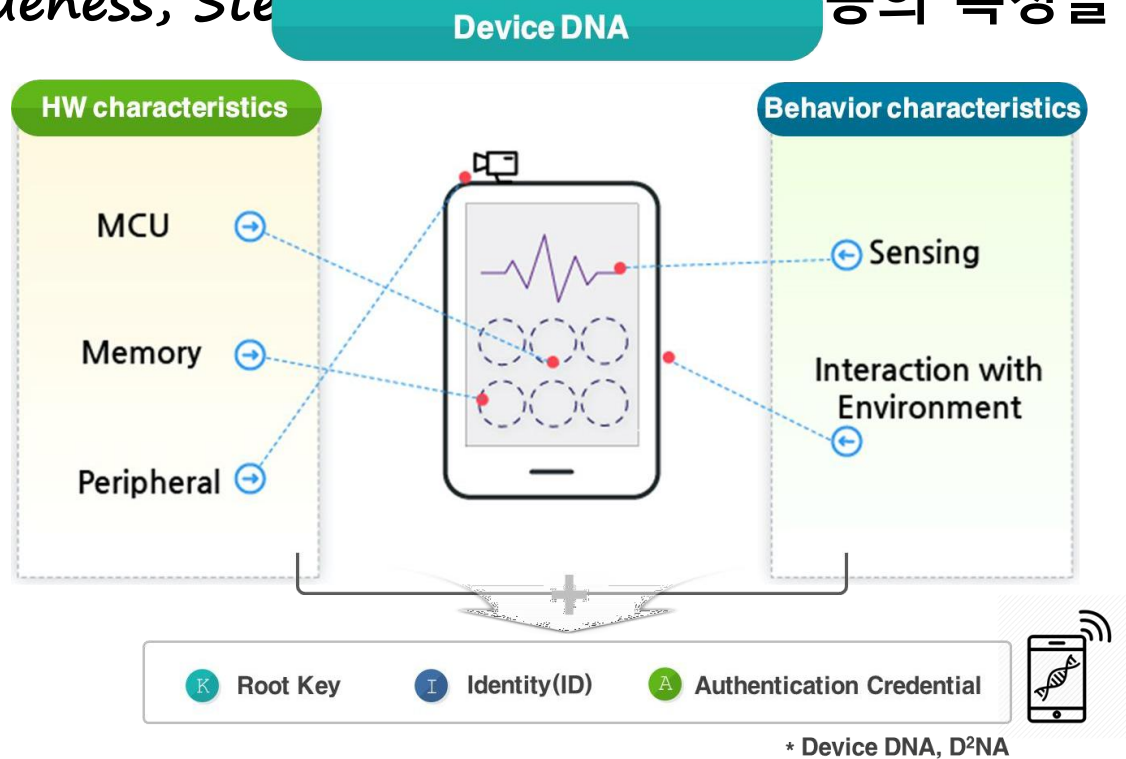 Device DNA
HW characteristics
Behavior characteristics
MCU
Memory
Peripheral
Sensing
Interaction with
Environment
K Root Key
I Identity(ID)
A Authentication Credential
* Device DNA, D²NA